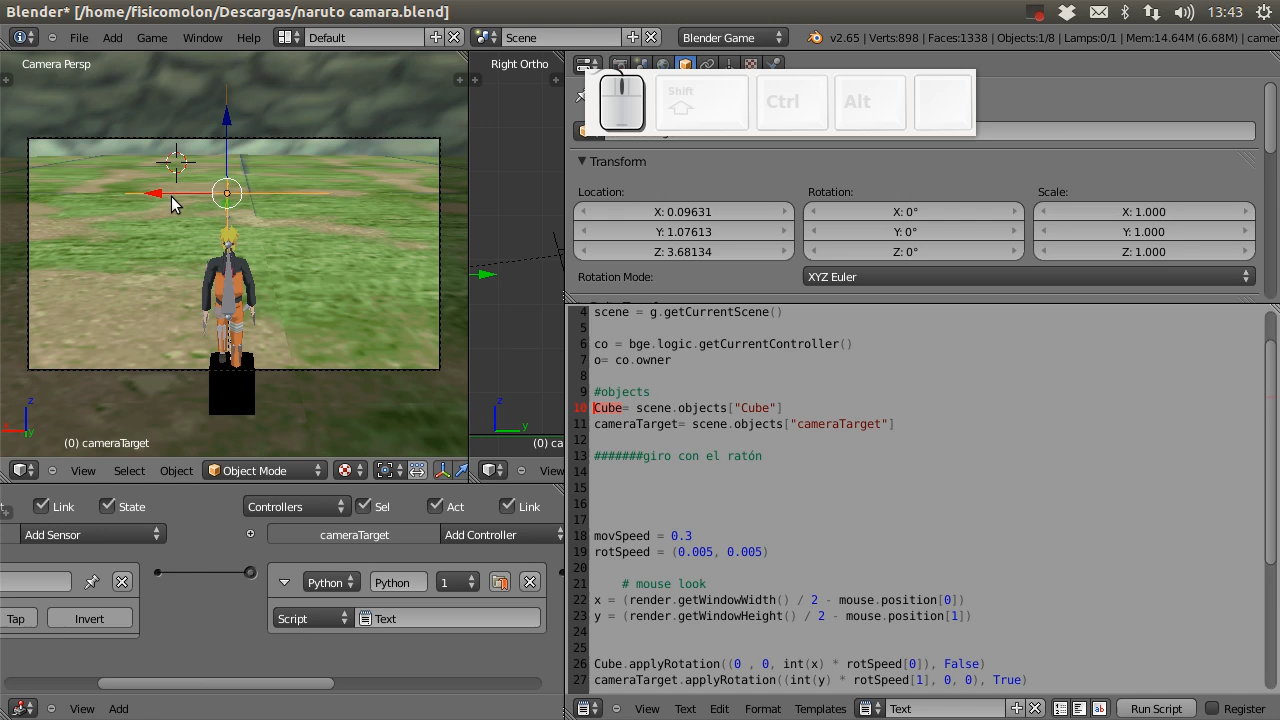 Blender* [/home/fisicomolon/Descargas/naruto camara.blend]
13:43
File Add Game Window Help
Default
Scene
Blender Game
v2.65 | Verts:898 | Faces:1338 | Objects:1/8 | Lamps:0/1 | Mem:14.64M (6.68M) | camer
Camera Persp
Right Ortho
Shift
Ctrl
Alt
Transform
Location: Rotation: Scale:
X: 0.09631 X: 0° X: 1.000
Y: 1.07613 Y: 0° Y: 1.000
Z: 3.68134 Z: 0° Z: 1.000
Rotation Mode: XYZ Euler
z
x
y
(0) cameraTarget
z
y
(0) ca
View Select Object Object Mode
View
4 scene = g.getCurrentScene()
5
6 co = bge.logic.getCurrentController()
7 o= co.owner
8
9 #objects
10 Cube= scene.objects["Cube"]
11 cameraTarget= scene.objects["cameraTarget"]
12
13 #######giro con el ratón
14
15
16
17
18 movSpeed = 0.3
19 rotSpeed = (0.005, 0.005)
20
21 # mouse look
22 x = (render.getWindowWidth() / 2 - mouse.position[0])
23 y = (render.getWindowHeight() / 2 - mouse.position[1])
24
25
26 Cube.applyRotation((0 , 0, int(x) * rotSpeed[0]), False)
27 cameraTarget.applyRotation((int(y) * rotSpeed[1], 0, 0), True)
Link State Controllers Sel Act Link
Add Sensor cameraTarget Add Controller
Python Python 1
Tap Invert Script Text
View Add
View Text Edit Format Templates Text Run Script Register